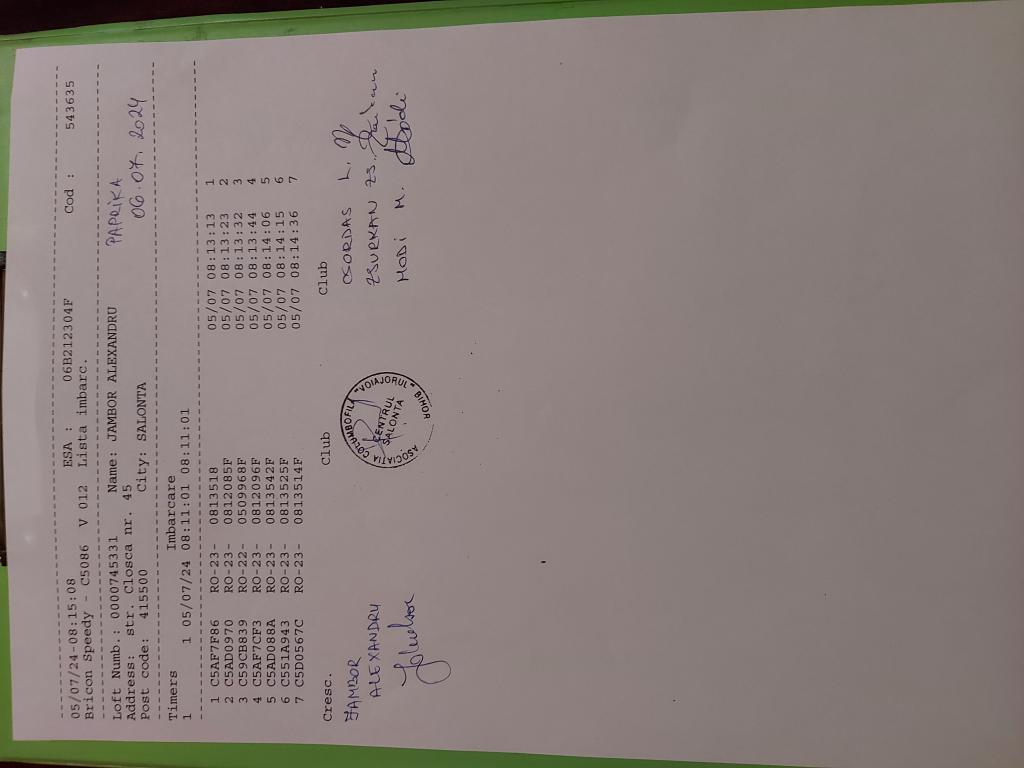 --------------------------------------------------------------------------------
05/07/24-08:15:08 ESA : 06B212304F
Bricon Speedy - C5086 V 012 Lista imbarc. Cod : 543635
--------------------------------------------------------------------------------
Loft Numb.: 0000745331 Name: JAMBOR ALEXANDRU PAPRIKA
Address: str. Closca nr. 45 06.07.2024
Post code: 415500 City: SALONTA
--------------------------------------------------------------------------------
Timers Imbarcare
1 1 05/07/24 08:11:01 08:11:01
--------------------------------------------------------------------------------
1 C5AF7F86 RO-23- 0813518 05/07 08:13:13 1
2 C5AD0970 RO-23- 0812085F 05/07 08:13:23 2
3 C59CB839 RO-22- 0509968F 05/07 08:13:32 3
4 C5AF7CF3 RO-23- 0812096F 05/07 08:13:44 4
5 C5AD088A RO-23- 0813542F 05/07 08:14:06 5
6 C551A943 RO-23- 0813525F 05/07 08:14:15 6
7 C5D0567C RO-23- 0813514F 05/07 08:14:36 7
Cresc. Club Club
JAMBOR
ALEXANDRU
ASOCIATIA COLUMBOFILA "VOIAJORUL" BIHOR
CENTRUL
SALONTA
CSORDAS L.
ZSURKAN ZS.
MODI M.